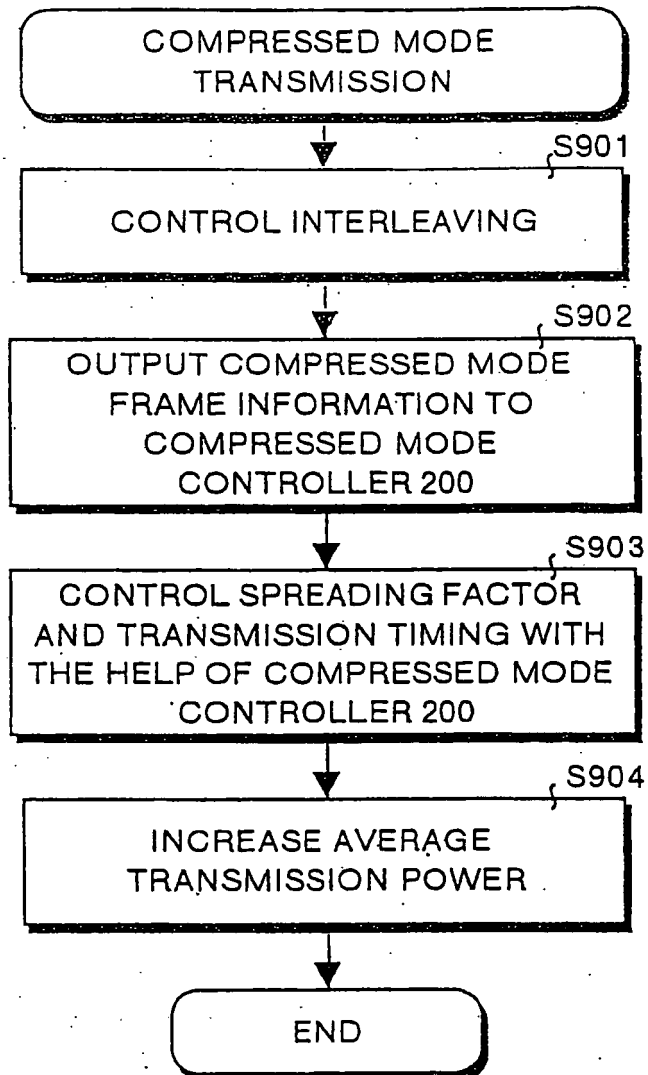 COMPRESSED MODE
TRANSMISSION
S901
CONTROL INTERLEAVING
S902
OUTPUT COMPRESSED MODE
FRAME INFORMATION TO
COMPRESSED MODE
CONTROLLER 200
S903
CONTROL SPREADING FACTOR
AND TRANSMISSION TIMING WITH
THE HELP OF COMPRESSED MODE
CONTROLLER 200
S904
INCREASE AVERAGE
TRANSMISSION POWER
END